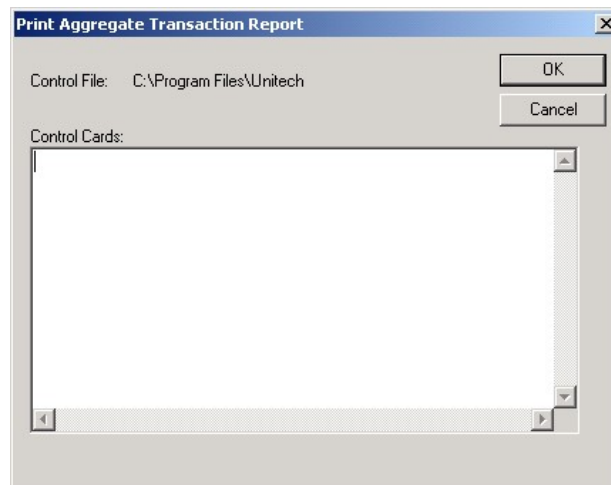 Print Aggregate Transaction Report
Control File: C:\Program Files\Unitech
OK
Cancel
Control Cards: